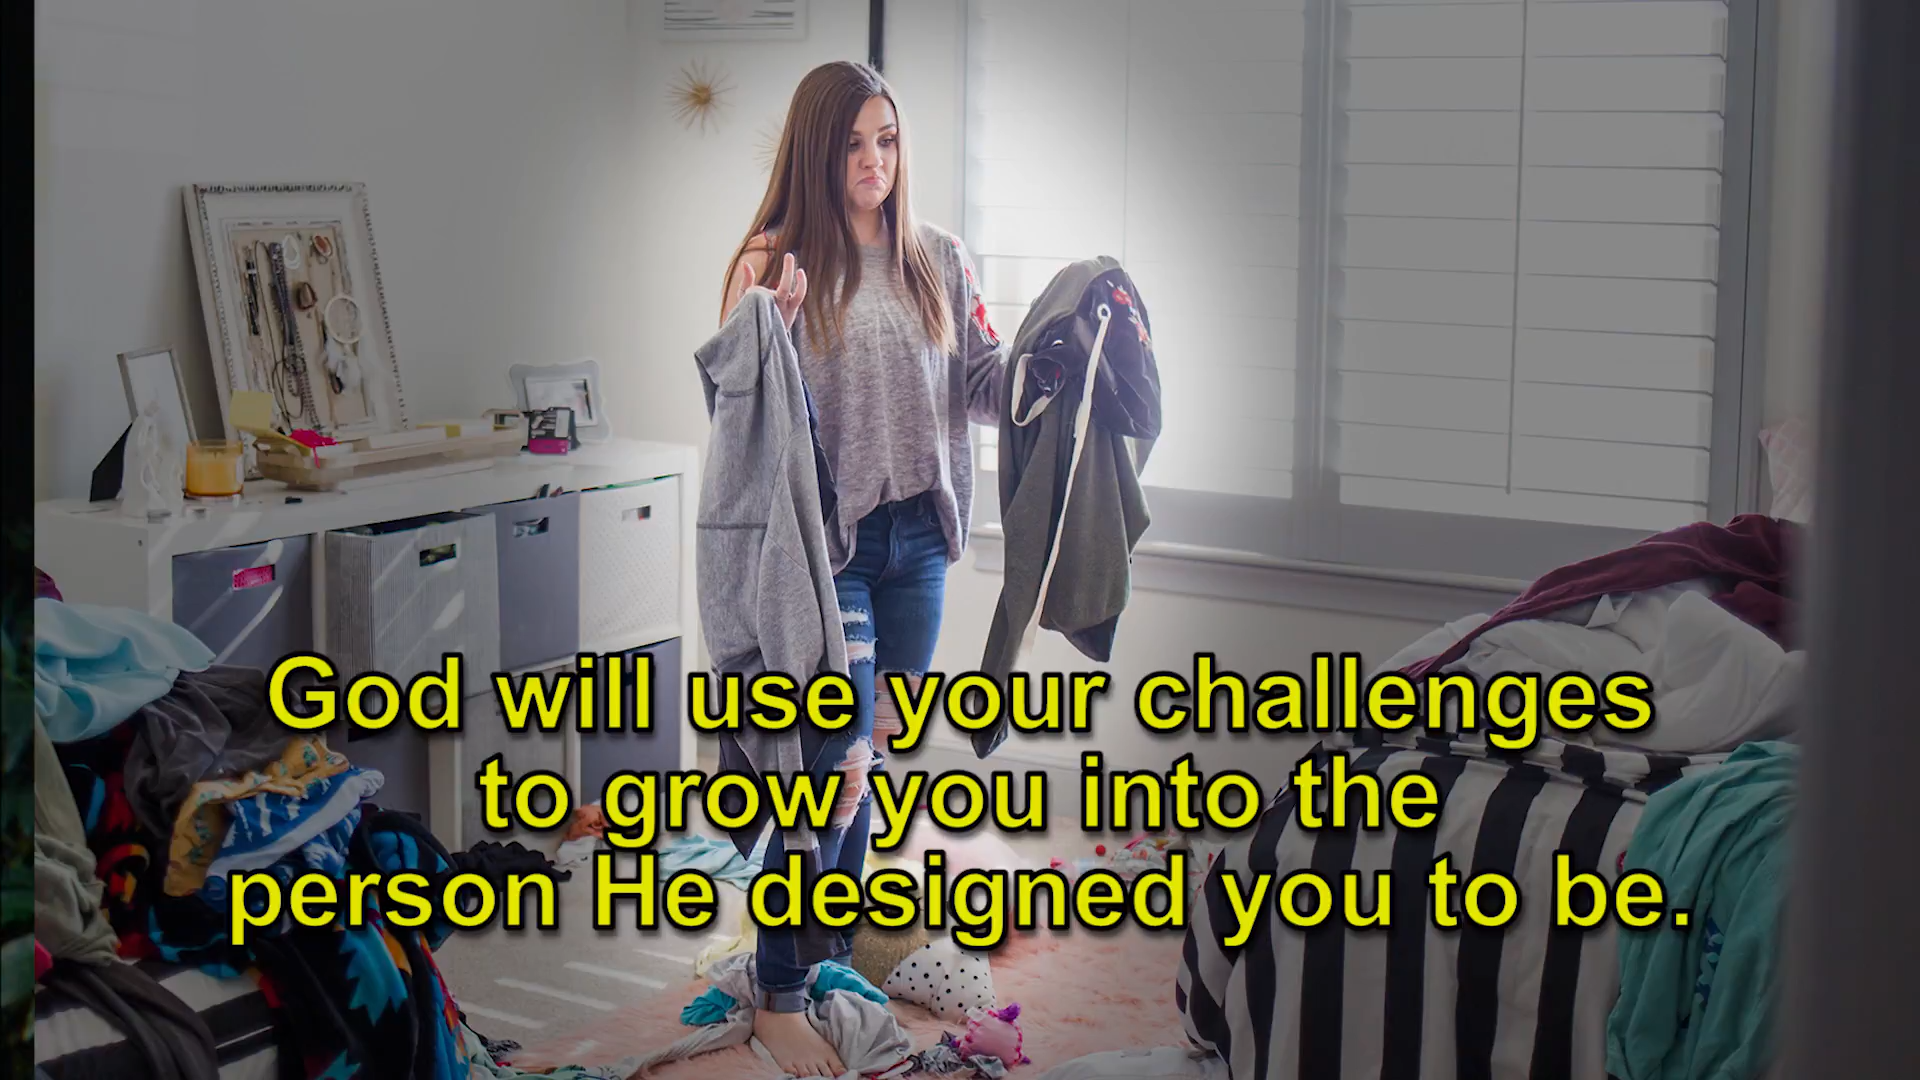 God will use your challenges
to grow you into the
person He designed you to be.